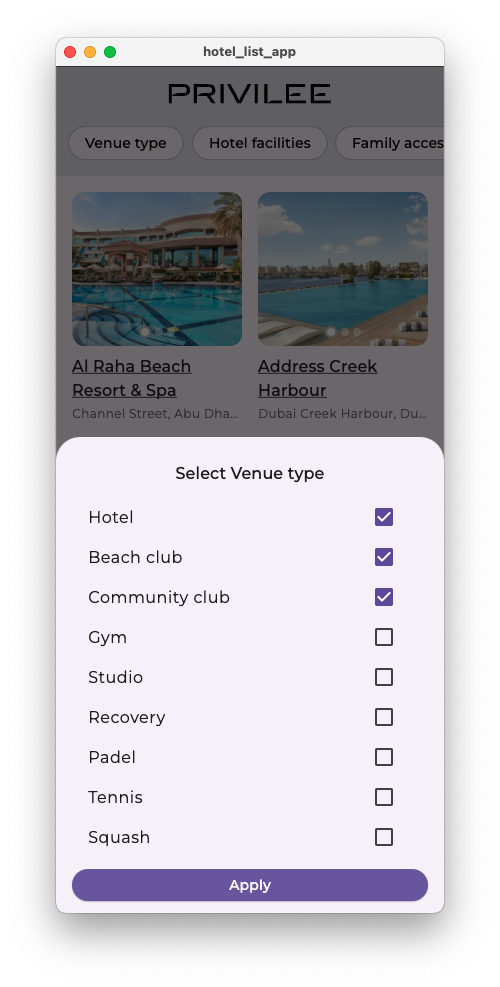 hotel_list_app
PRIVILEE
Venue type
Hotel facilities
Family acces
Al Raha Beach
Resort & Spa
Channel Street, Abu Dha...
Address Creek
Harbour
Dubai Creek Harbour, Du...
Select Venue type
Hotel
Beach club
Community club
Gym
Studio
Recovery
Padel
Tennis
Squash
Apply